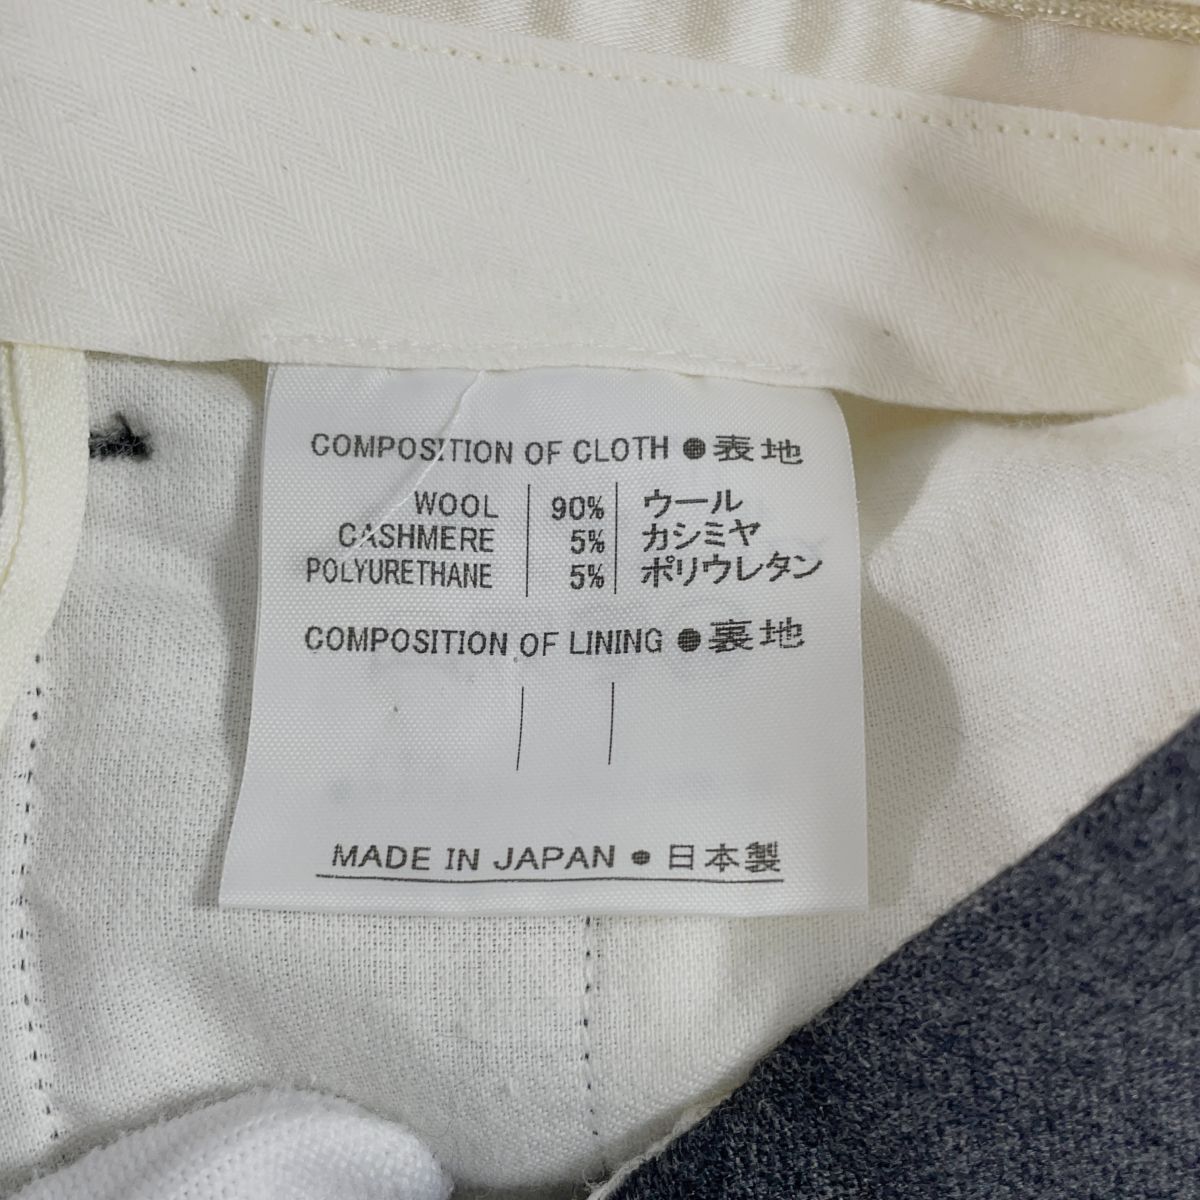 COMPOSITION OF CLOTH ● 表地
WOOL 90% ウール
CASHMERE 5% カシミヤ
POLYURETHANE 5% ポリウレタン
COMPOSITION OF LINING ● 裏地
MADE IN JAPAN ● 日本製